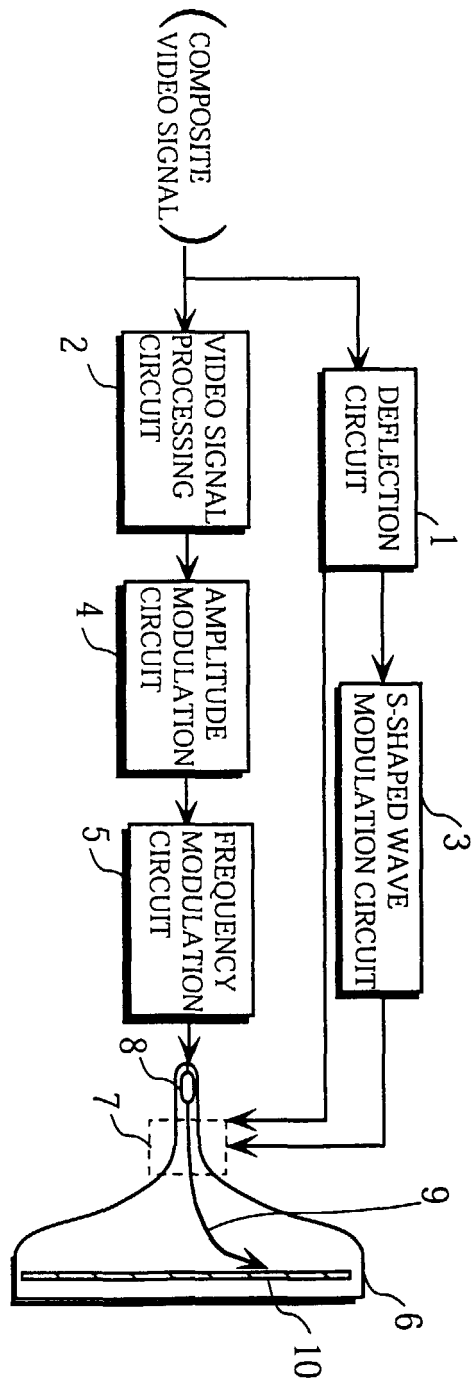 (COMPOSITE
VIDEO SIGNAL)
DEFLECTION
CIRCUIT
1
S-SHAPED WAVE
MODULATION CIRCUIT
3
VIDEO SIGNAL
PROCESSING
CIRCUIT
2
AMPLITUDE
MODULATION
CIRCUIT
4
FREQUENCY
MODULATION
CIRCUIT
5
8
7
9
6
10